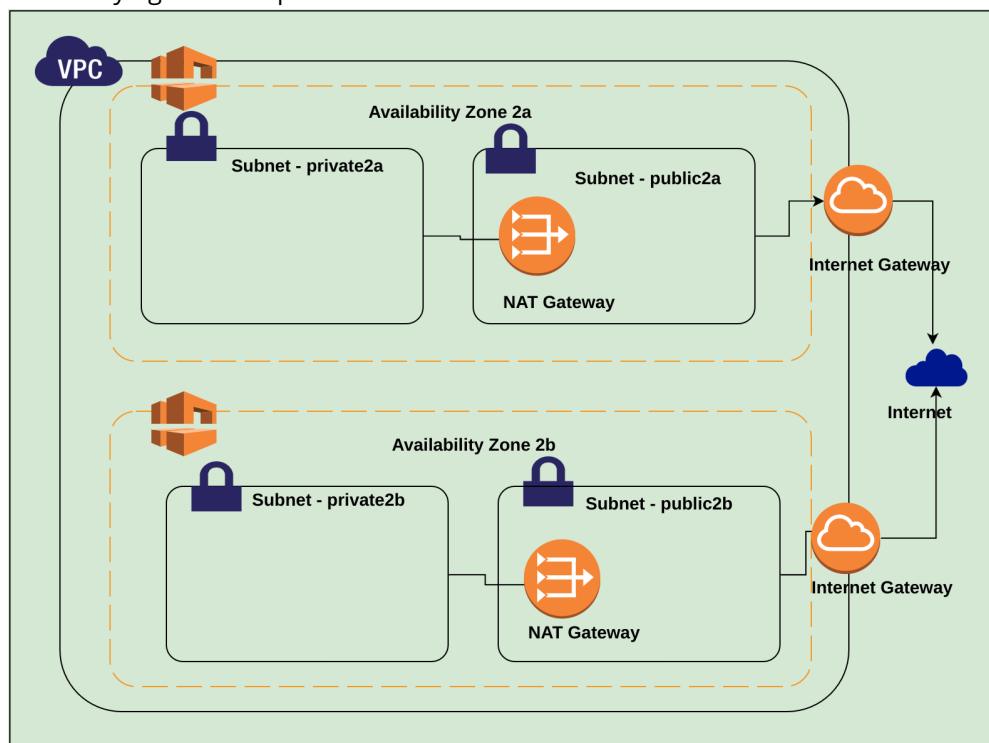 VPC
Availability Zone 2a
Subnet - private2a
Subnet - public2a
NAT Gateway
Internet Gateway
Internet
Availability Zone 2b
Subnet - private2b
Subnet - public2b
NAT Gateway
Internet Gateway